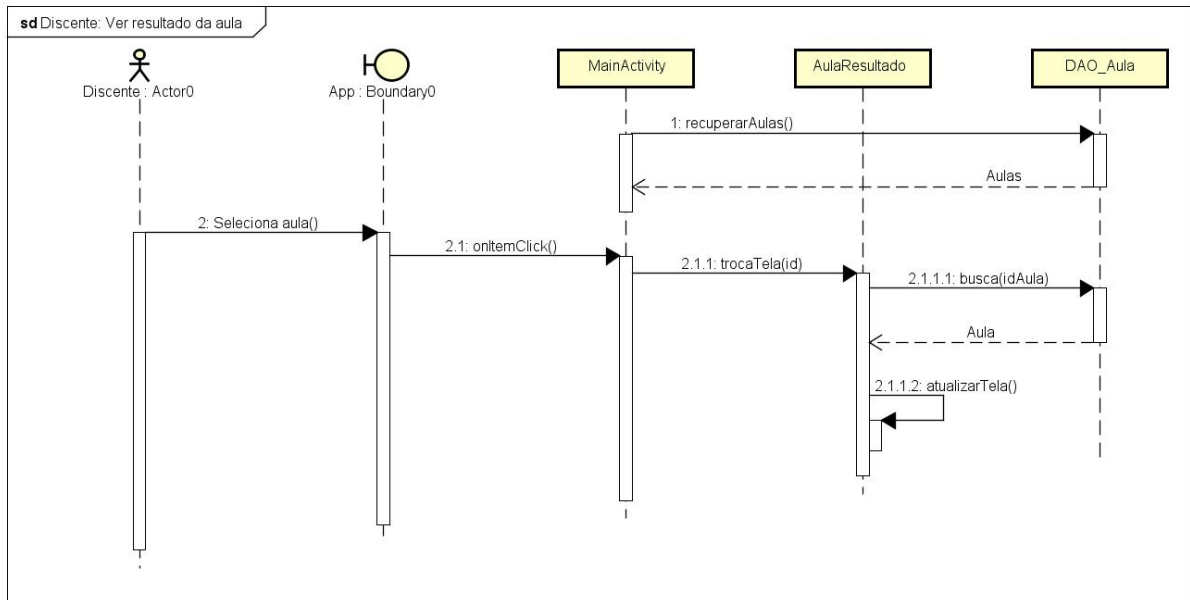 sd Discente: Ver resultado da aula
Discente : Actor0
App : Boundary0
MainActivity
AulaResultado
DAO_Aula
1: recuperarAulas()
Aulas
2: Seleciona aula()
2.1: onItemClick()
2.1.1: trocaTela(id)
2.1.1.1: busca(idAula)
Aula
2.1.1.2: atualizarTela()